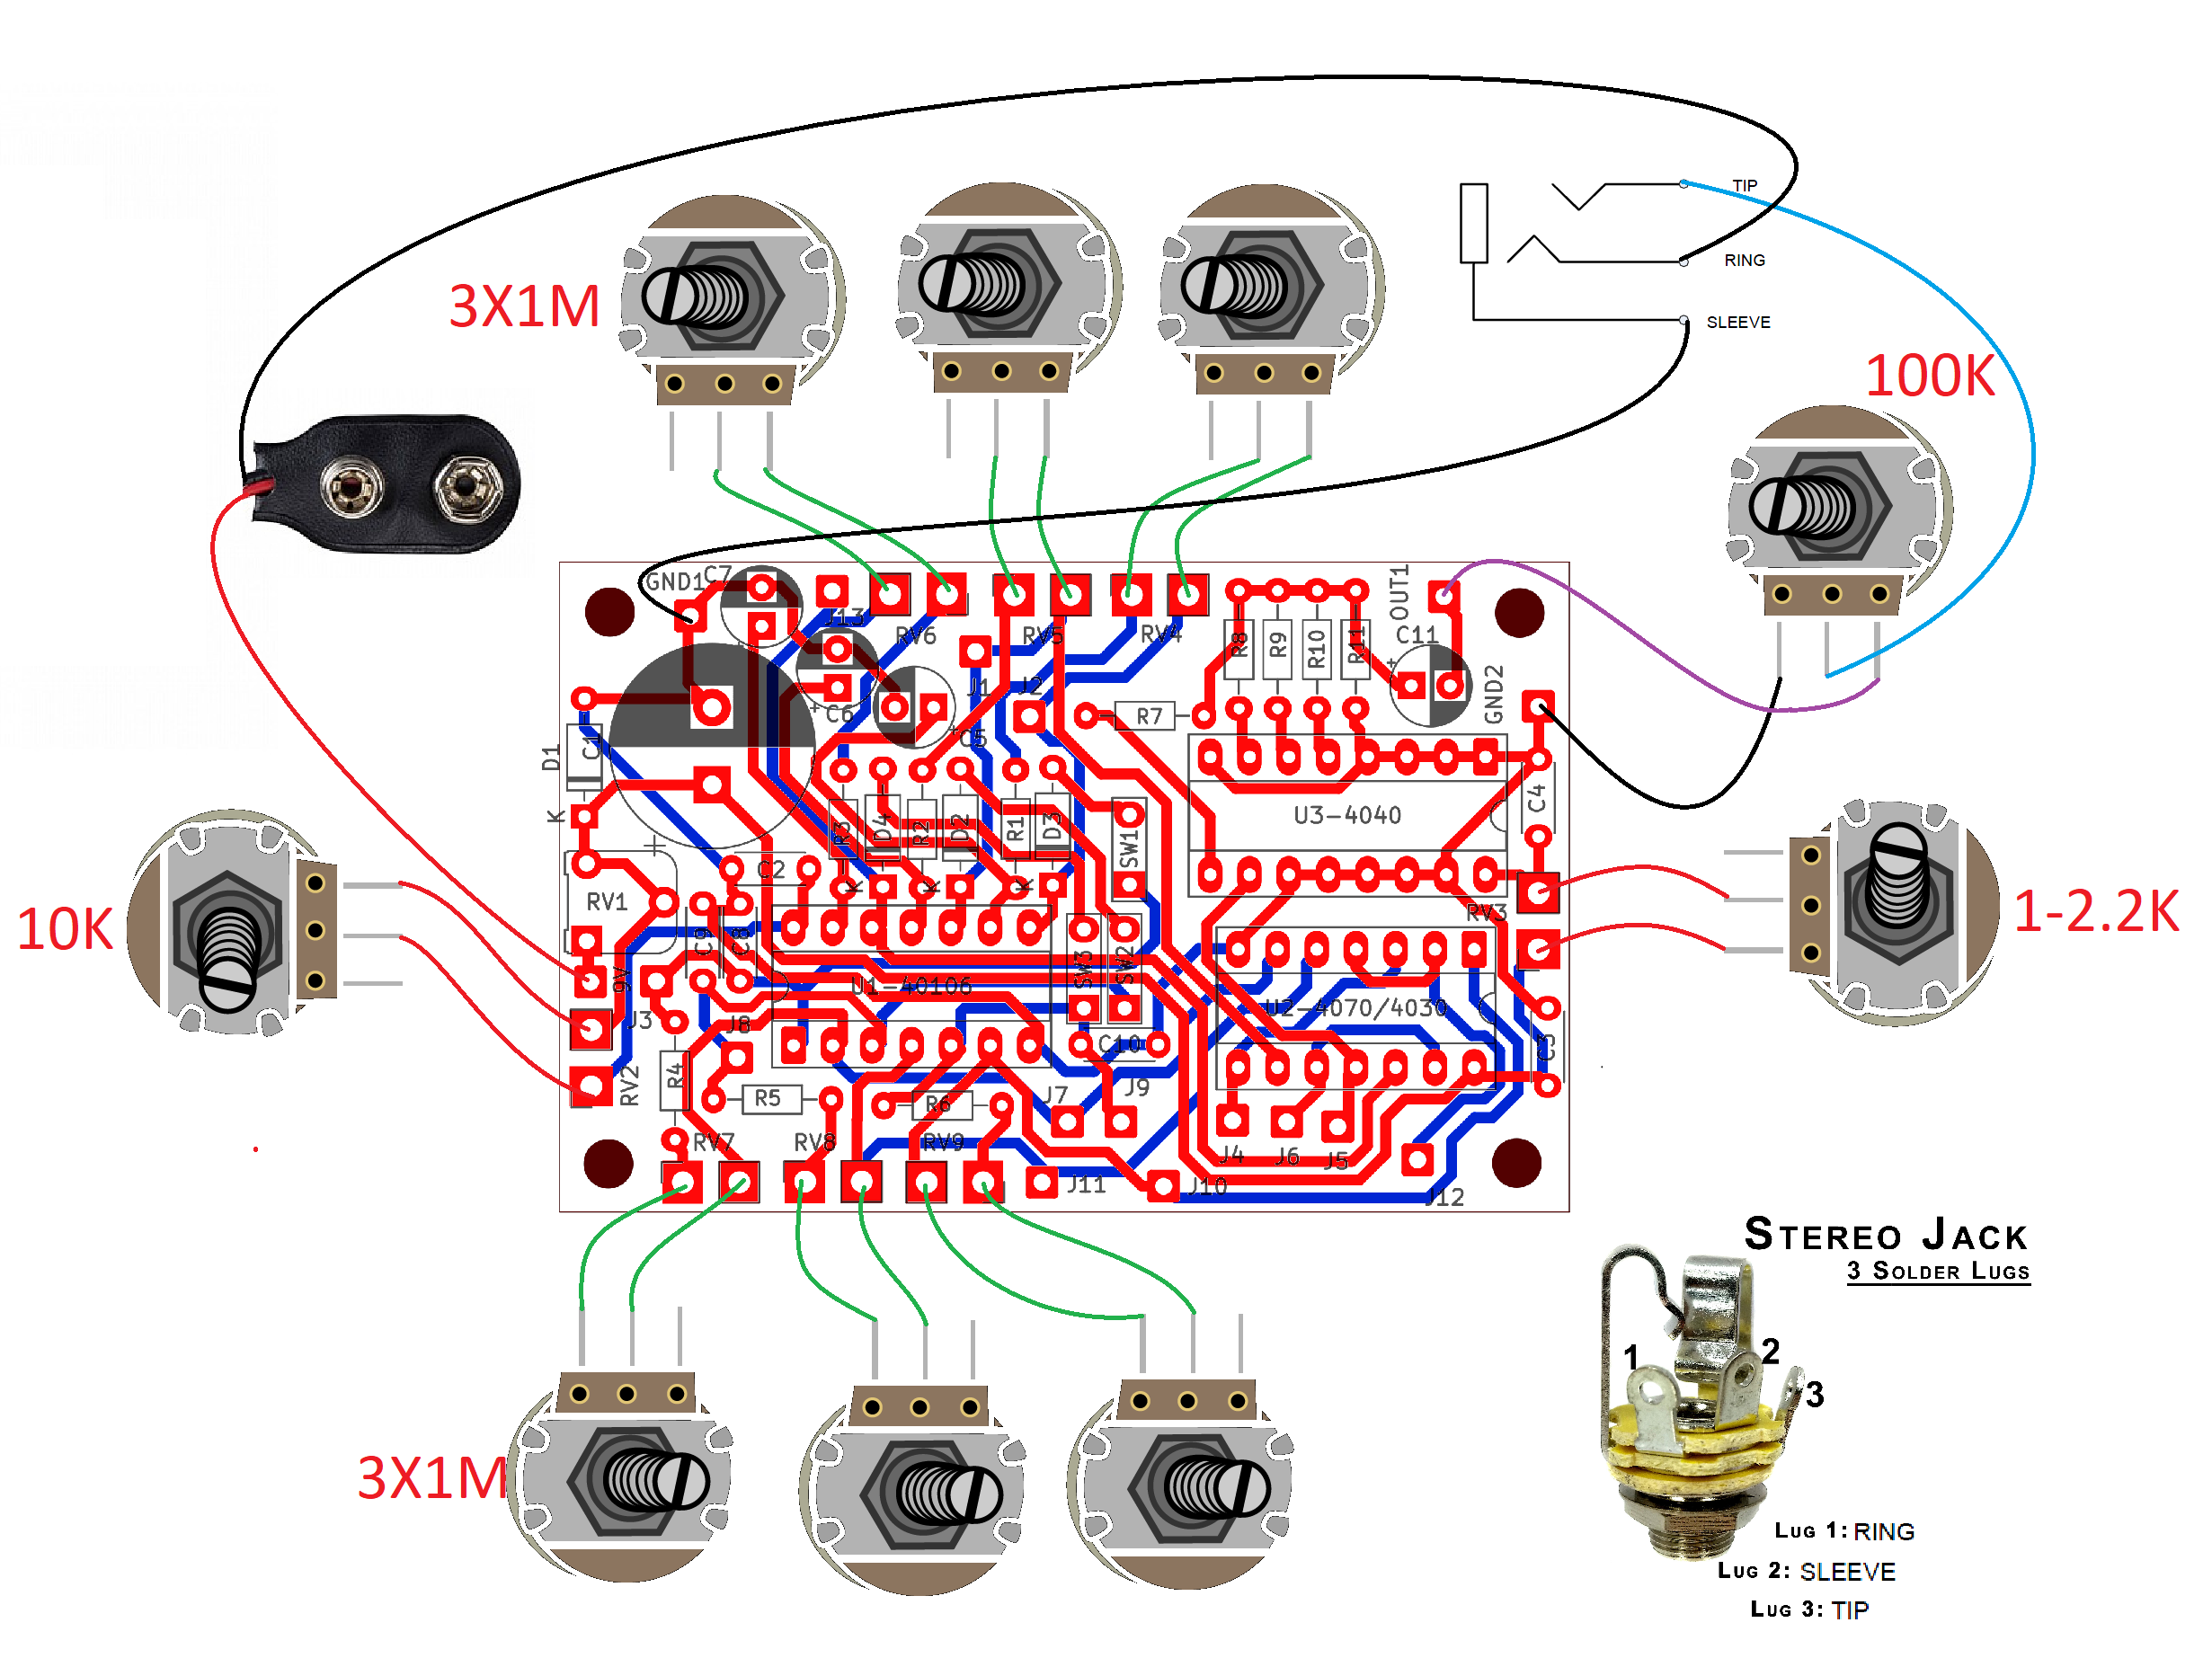 TIP
RING
SLEEVE
3X1M
100K
GND1
C7
J13
RV6
RV5
RV4
R8
R9
R10
R11
OUT1
C11
+
GND2
J1
J2
+
C6
+
C5
R7
D1
C1
K
+
R3
D4
R2
D2
R1
D3
SW1
U3-4040
C4
C2
K
K
K
RV1
RV3
10K
1-2.2K
C9
C8
SW3
SW2
9V
U1-40106
U2-4070/4030
J3
J8
C10
C3
RV2
R4
R5
R6
J7
J9
RV7
RV8
RV9
J4
J6
J5
J11
J10
J12
STEREO JACK
3 SOLDER LUGS
1
2
3
3X1M
LUG 1: RING
LUG 2: SLEEVE
LUG 3: TIP